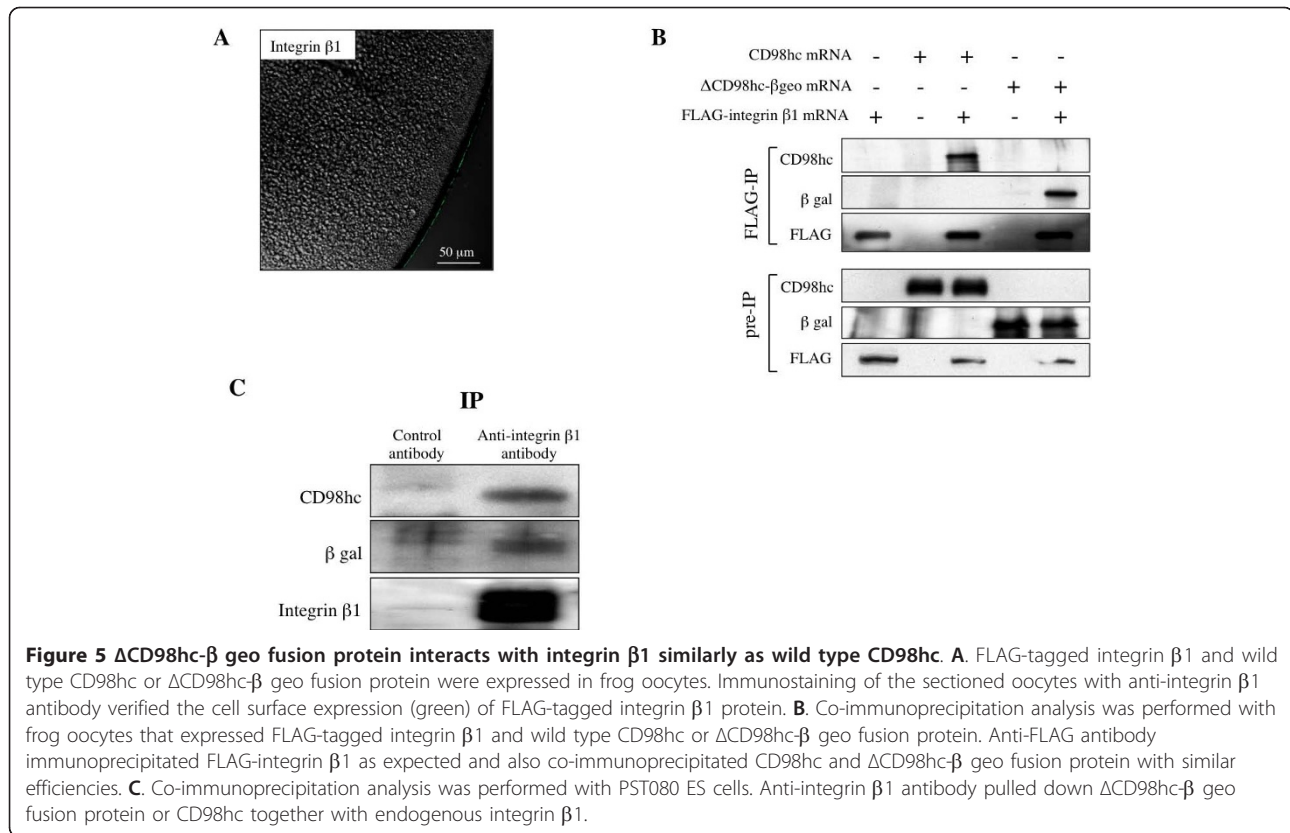 A
Integrin β1
50 µm
B
CD98hc mRNA - + + - -
ΔCD98hc-βgeo mRNA - - - + +
FLAG-integrin β1 mRNA + - + - +
FLAG-IP
CD98hc
β gal
FLAG
pre-IP
CD98hc
β gal
FLAG
C
IP
Control antibody
Anti-integrin β1 antibody
CD98hc
β gal
Integrin β1
Figure 5 ΔCD98hc-β geo fusion protein interacts with integrin β1 similarly as wild type CD98hc. A. FLAG-tagged integrin β1 and wild
type CD98hc or ΔCD98hc-β geo fusion protein were expressed in frog oocytes. Immunostaining of the sectioned oocytes with anti-integrin β1
antibody verified the cell surface expression (green) of FLAG-tagged integrin β1 protein. B. Co-immunoprecipitation analysis was performed with
frog oocytes that expressed FLAG-tagged integrin β1 and wild type CD98hc or ΔCD98hc-β geo fusion protein. Anti-FLAG antibody
immunoprecipitated FLAG-integrin β1 as expected and also co-immunoprecipitated CD98hc and ΔCD98hc-β geo fusion protein with similar
efficiencies. C. Co-immunoprecipitation analysis was performed with PST080 ES cells. Anti-integrin β1 antibody pulled down ΔCD98hc-β geo
fusion protein or CD98hc together with endogenous integrin β1.